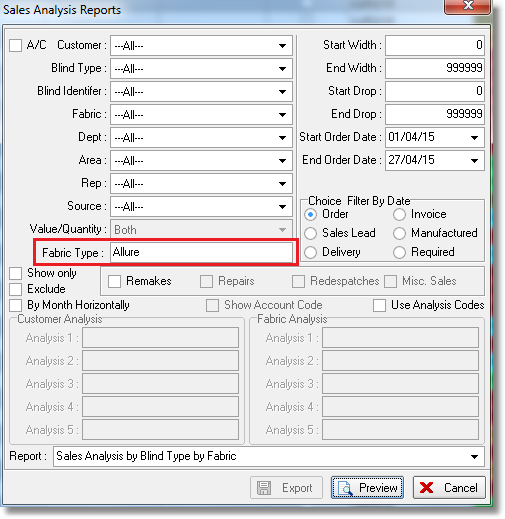 Sales Analysis Reports
A/C Customer : ---All---
Start Width : 0
Blind Type : ---All---
End Width : 999999
Blind Identifer : ---All---
Start Drop : 0
Fabric : ---All---
End Drop : 999999
Dept : ---All---
Start Order Date : 01/04/15
Area : ---All---
End Order Date : 27/04/15
Rep : ---All---
Source : ---All---
Choice Filter By Date
Order Invoice
Value/Quantity : Both
Sales Lead Manufactured
Fabric Type : Allure
Delivery Required
Show only
Exclude
Remakes Repairs Redespatches Misc. Sales
By Month Horizontally Show Account Code Use Analysis Codes
Customer Analysis Fabric Analysis
Analysis 1 : Analysis 1 :
Analysis 2 : Analysis 2 :
Analysis 3 : Analysis 3 :
Analysis 4 : Analysis 4 :
Analysis 5 : Analysis 5 :
Report : Sales Analysis by Blind Type by Fabric
Export Preview Cancel